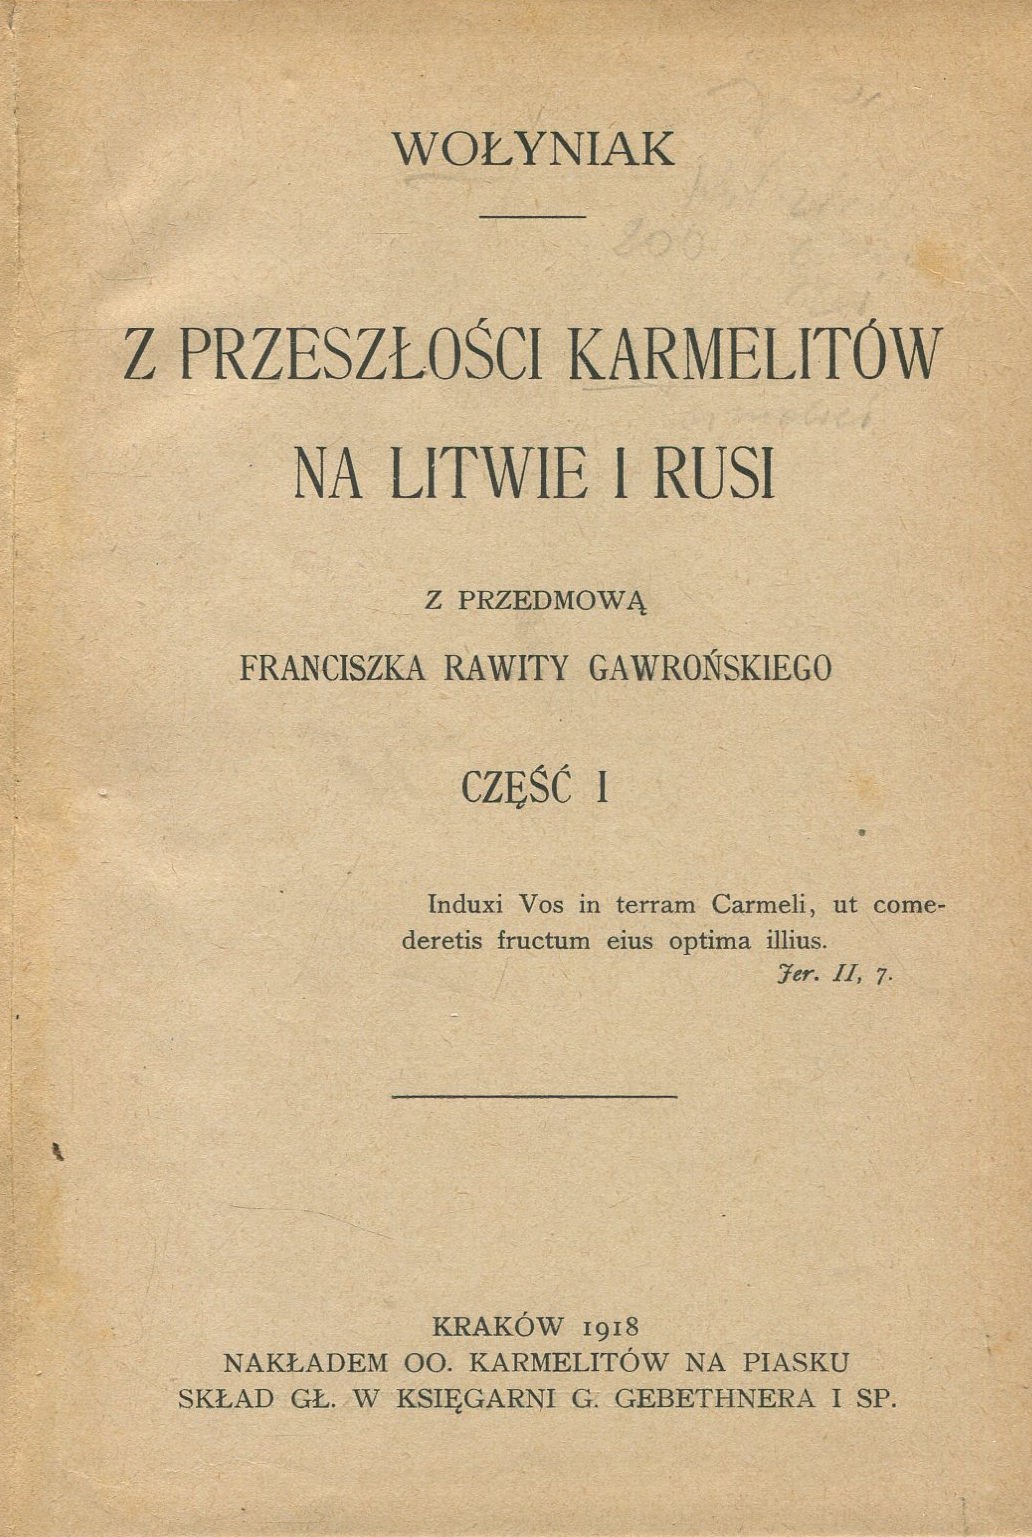 WOŁYNIAK
Z PRZESZŁOŚCI KARMELITÓW
NA LITWIE I RUSI
Z PRZEDMOWĄ
FRANCISZKA RAWITY GAWROŃSKIEGO
CZĘŚĆ I
Induxi Vos in terram Carmeli, ut come-
deretis fructum eius optima illius.
Jer. II, 7.
KRAKÓW 1918
NAKŁADEM OO. KARMELITÓW NA PIASKU
SKŁAD GŁ. W KSIĘGARNI G. GEBETHNERA I SP.
200